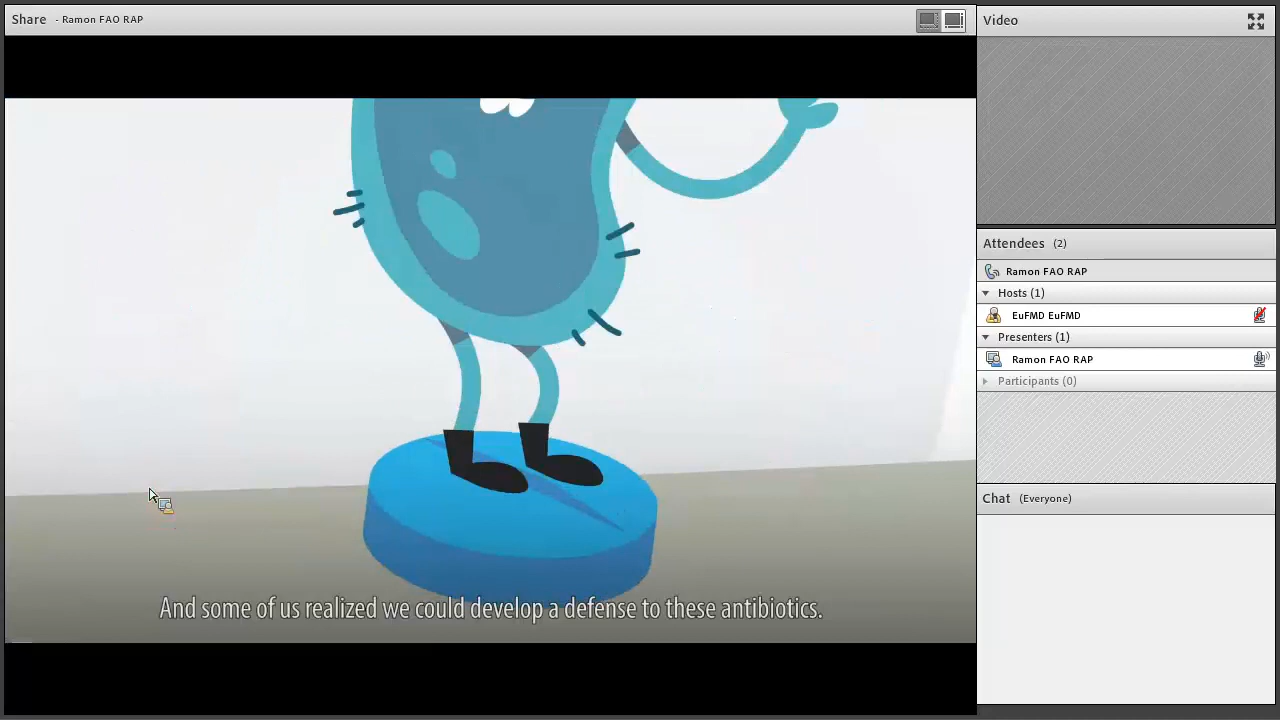 Share - Ramon FAO RAP
Video
Attendees (2)
Ramon FAO RAP
Hosts (1)
EuFMD EuFMD
Presenters (1)
Ramon FAO RAP
Participants (0)
Chat (Everyone)
And some of us realized we could develop a defense to these antibiotics.